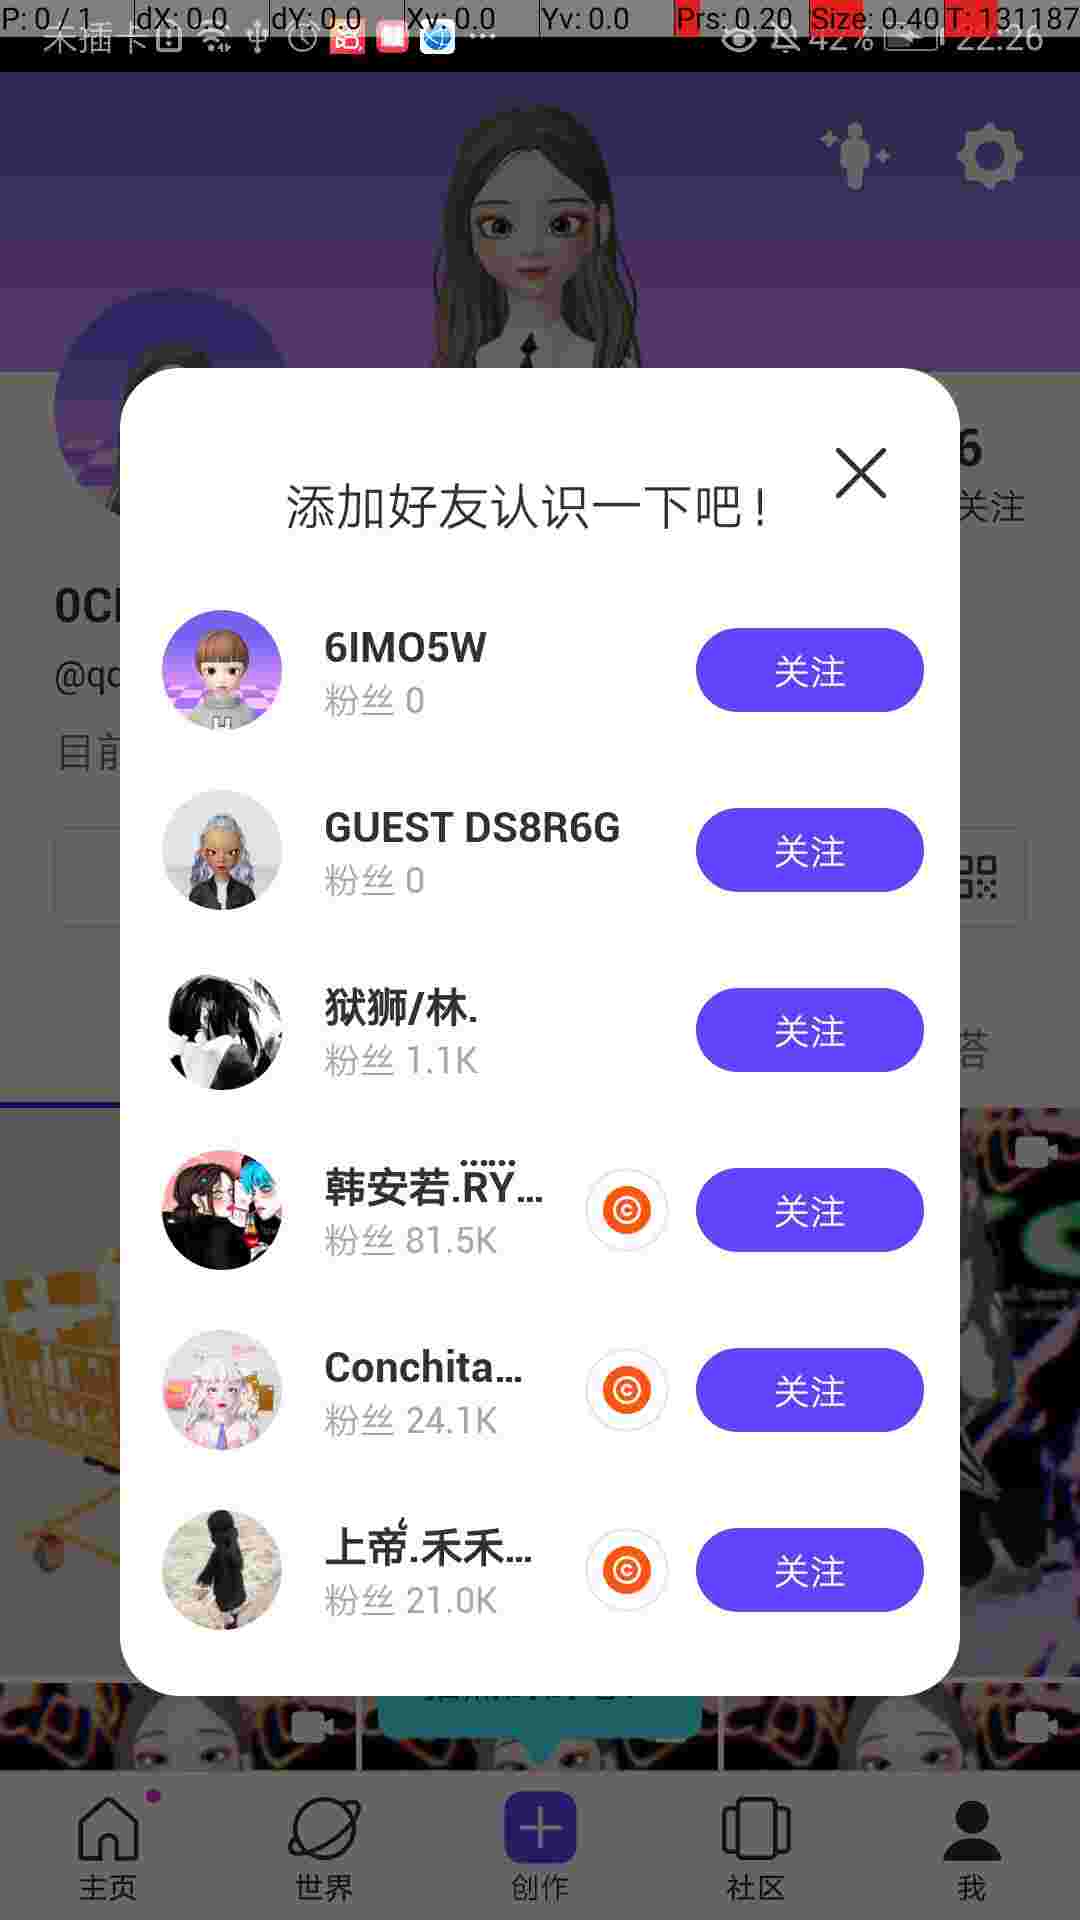 P: 0 / 1 dX: 0.0 dY: 0.0 Xv: 0.0 Yv: 0.0 Prs: 0.20 Size: 0.40 T: 131187
未插卡 42% 22:26
添加好友认识一下吧！
6
关注
0C
@qc
目前
6IMO5W
粉丝 0
关注
GUEST DS8R6G
粉丝 0
关注
狱狮/林.
粉丝 1.1K
关注
答
韩安若.R̈Ÿ...
粉丝 81.5K
关注
Conchita...
粉丝 24.1K
关注
上帝.禾禾...
粉丝 21.0K
关注
主页
世界
创作
社区
我